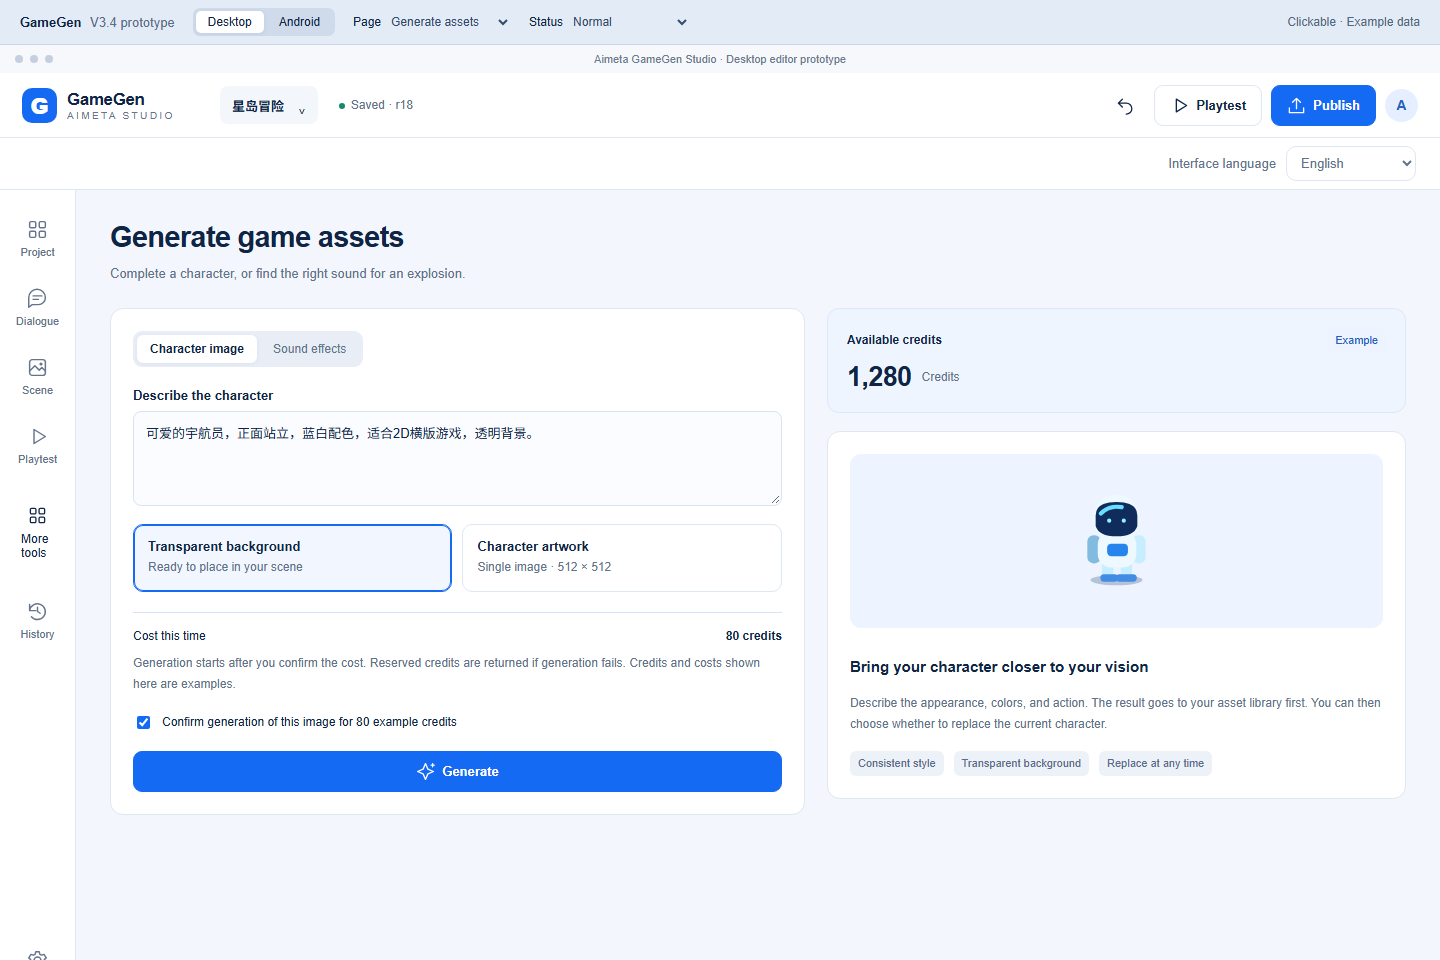 GameGen V3.4 prototype Desktop Android Page Generate assets Status Normal Clickable · Example data
Aimeta GameGen Studio · Desktop editor prototype
G GameGen
AIMETA STUDIO
星岛冒险
Saved · r18
Playtest
Publish
A
Interface language English
Project
Dialogue
Scene
Playtest
More
tools
History
Generate game assets
Complete a character, or find the right sound for an explosion.
Character image Sound effects
Describe the character
可爱的宇航员，正面站立，蓝白配色，适合2D横版游戏，透明背景。
Transparent background
Ready to place in your scene
Character artwork
Single image · 512 × 512
Cost this time 80 credits
Generation starts after you confirm the cost. Reserved credits are returned if generation fails. Credits and costs shown
here are examples.
Confirm generation of this image for 80 example credits
Generate
Available credits Example
1,280 Credits
Bring your character closer to your vision
Describe the appearance, colors, and action. The result goes to your asset library first. You can then
choose whether to replace the current character.
Consistent style Transparent background Replace at any time